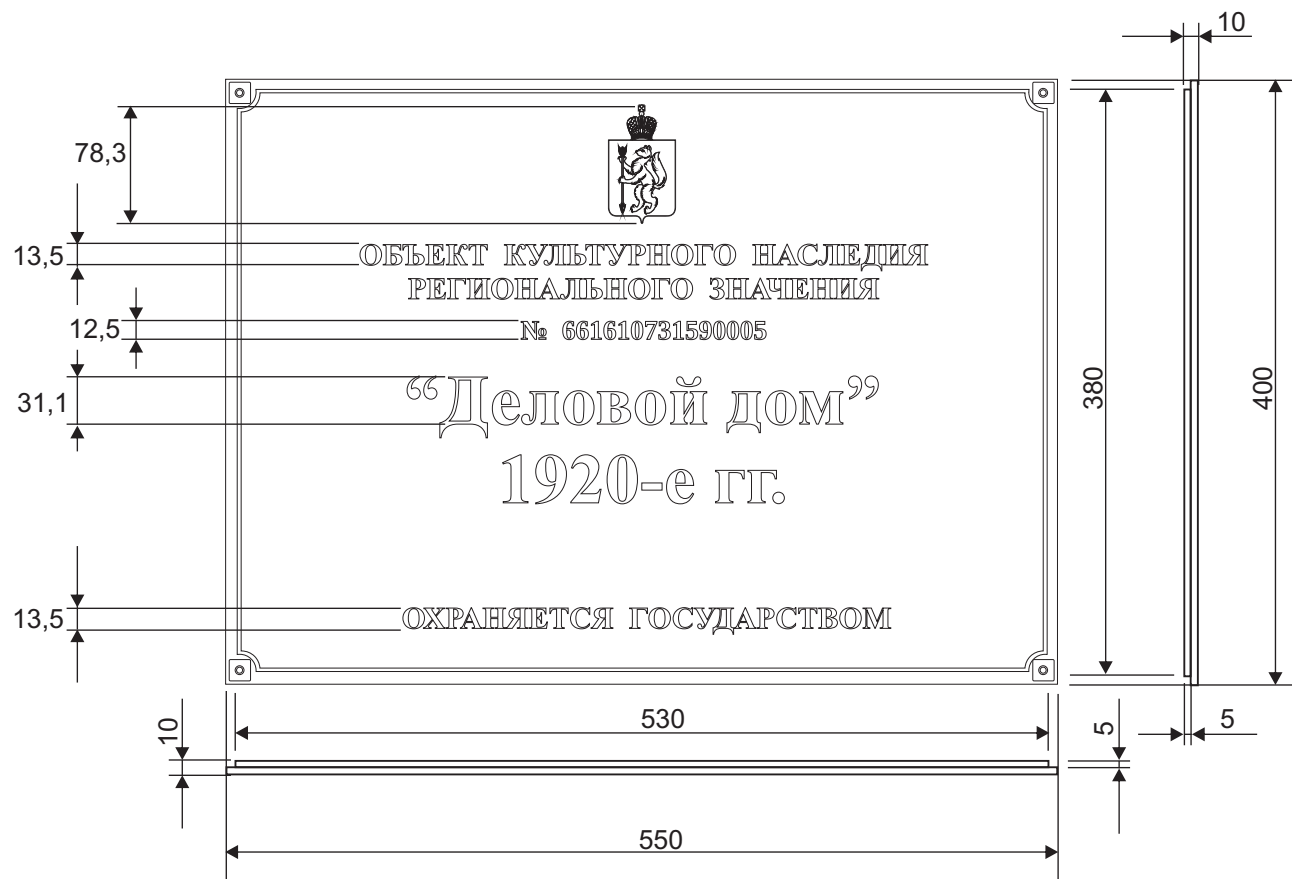 10
78,3
13,5
ОБЪЕКТ КУЛЬТУРНОГО НАСЛЕДИЯ
РЕГИОНАЛЬНОГО ЗНАЧЕНИЯ
12,5
№ 661610731590005
31,1
“Деловой дом”
1920-е гг.
380
400
13,5
ОХРАНЯЕТСЯ ГОСУДАРСТВОМ
10
530
5
5
550